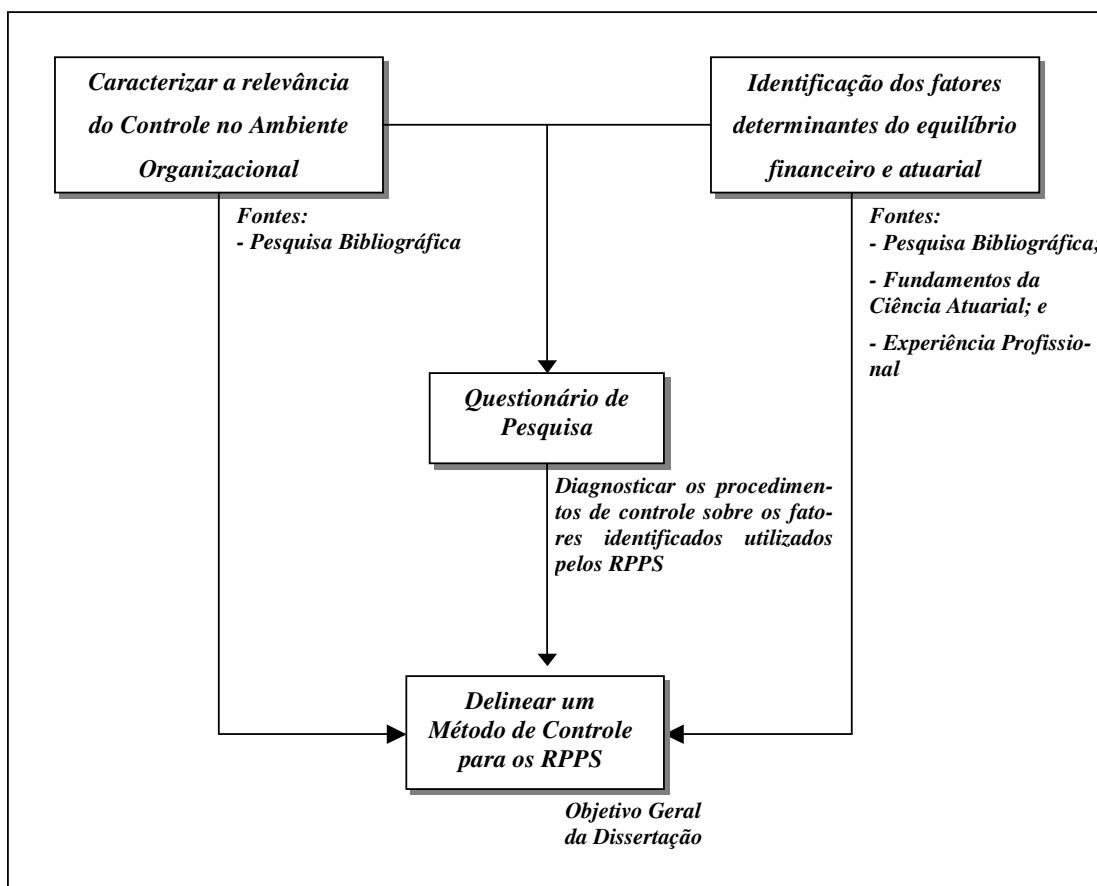 Caracterizar a relevância
do Controle no Ambiente
Organizacional
Identificação dos fatores
determinantes do equilíbrio
financeiro e atuarial
Fontes:
- Pesquisa Bibliográfica
Fontes:
- Pesquisa Bibliográfica;
- Fundamentos da
Ciência Atuarial; e
- Experiência Profissio-
nal
Questionário de
Pesquisa
Diagnosticar os procedimen-
tos de controle sobre os fato-
res identificados utilizados
pelos RPPS
Delinear um
Método de Controle
para os RPPS
Objetivo Geral
da Dissertação